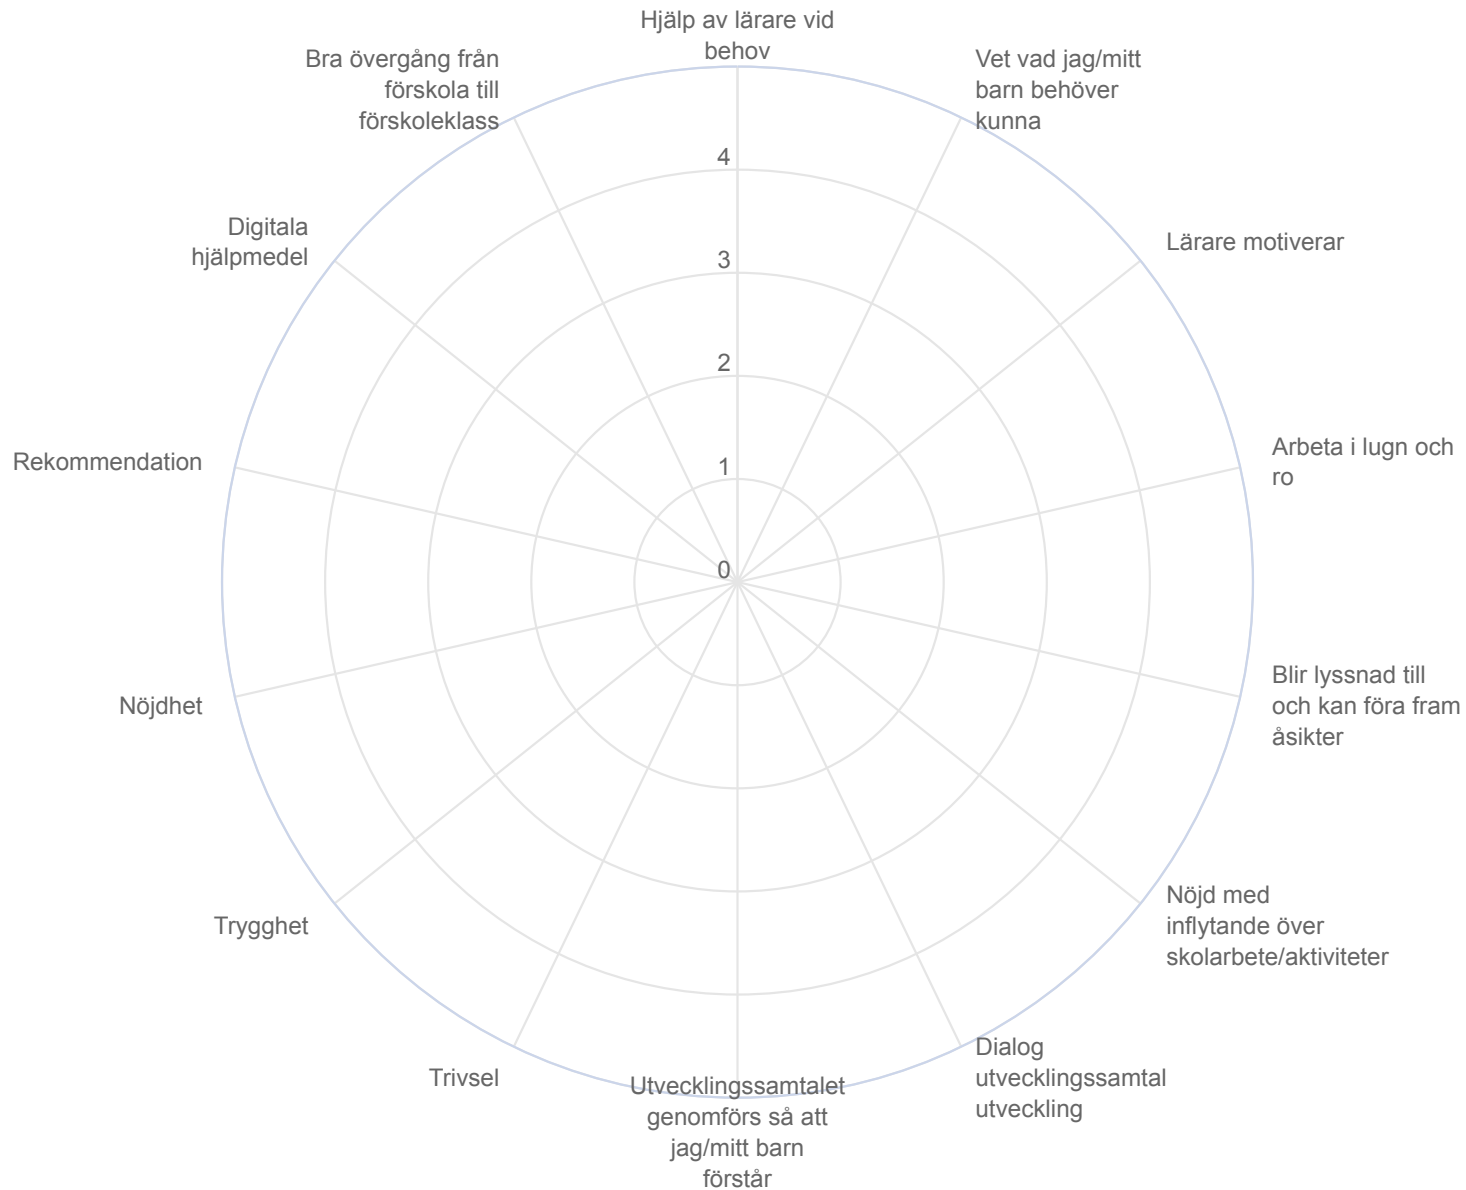 Hjälp av lärare vid
behov
Vet vad jag/mitt
barn behöver
kunna
Lärare motiverar
Arbeta i lugn och
ro
Blir lyssnad till
och kan föra fram
åsikter
Nöjd med
inflytande över
skolarbete/aktiviteter
Dialog
utvecklingssamtal
utveckling
Utvecklingssamtalet
genomförs så att
jag/mitt barn
förstår
Trivsel
Trygghet
Nöjdhet
Rekommendation
Digitala
hjälpmedel
Bra övergång från
förskola till
förskoleklass
4
3
2
1
0